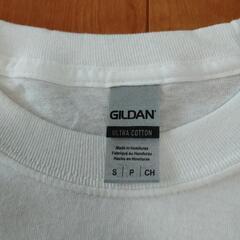 GILDAN
ULTRA COTTON
Made in Honduras
Fabriqué au Honduras
Hecho en Honduras
S P CH